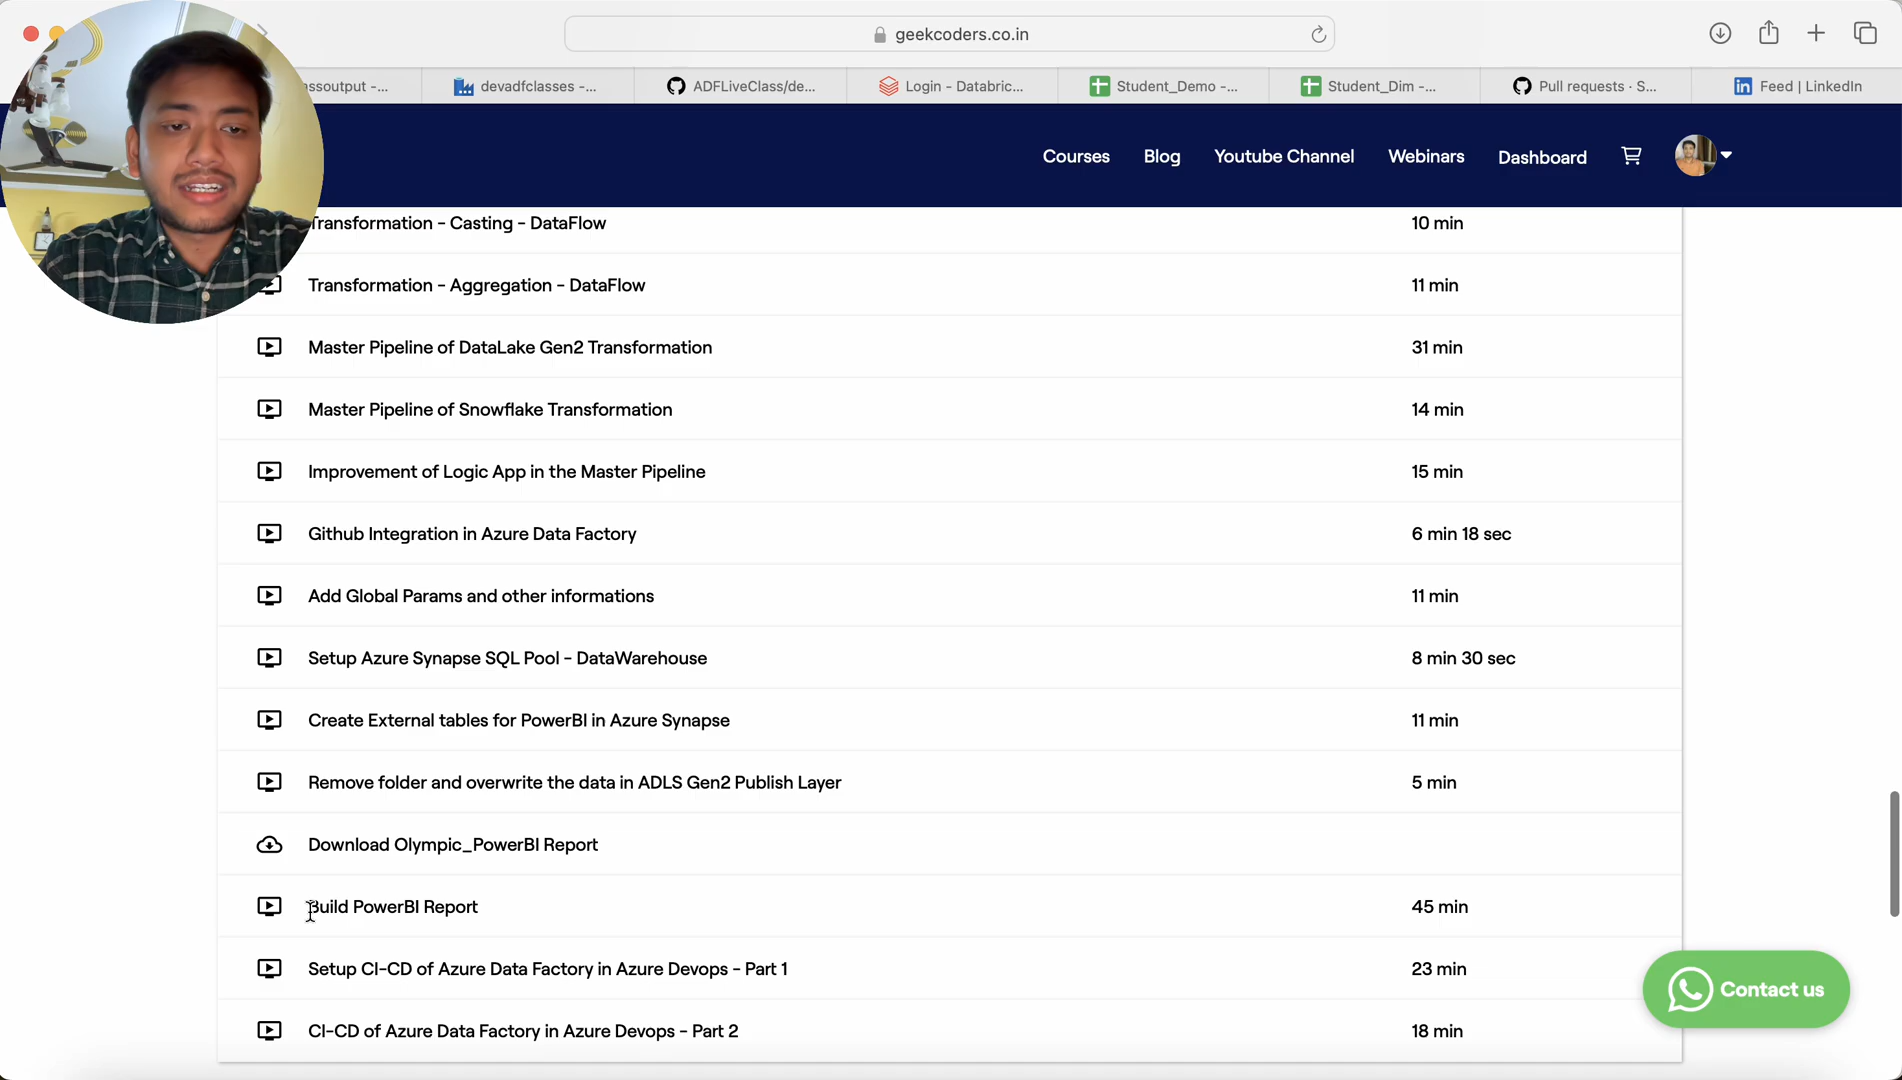 geekcoders.co.in
assoutput -...
devadfclasses -...
ADFLiveClass/de...
Login - Databric...
Student_Demo -...
Student_Dim -...
Pull requests · S...
Feed | LinkedIn
Courses
Blog
Youtube Channel
Webinars
Dashboard
Transformation - Casting - DataFlow 10 min
Transformation - Aggregation - DataFlow 11 min
Master Pipeline of DataLake Gen2 Transformation 31 min
Master Pipeline of Snowflake Transformation 14 min
Improvement of Logic App in the Master Pipeline 15 min
Github Integration in Azure Data Factory 6 min 18 sec
Add Global Params and other informations 11 min
Setup Azure Synapse SQL Pool - DataWarehouse 8 min 30 sec
Create External tables for PowerBI in Azure Synapse 11 min
Remove folder and overwrite the data in ADLS Gen2 Publish Layer 5 min
Download Olympic_PowerBI Report
Build PowerBI Report 45 min
Setup CI-CD of Azure Data Factory in Azure Devops - Part 1 23 min
CI-CD of Azure Data Factory in Azure Devops - Part 2 18 min
Contact us